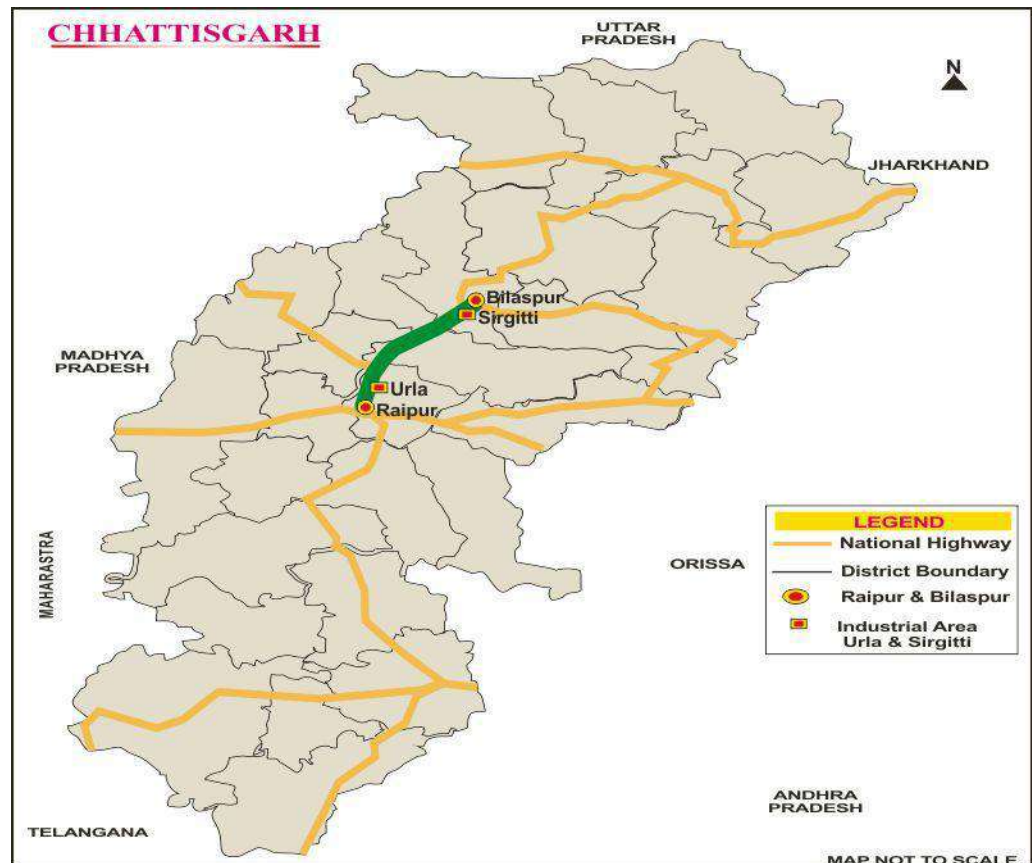 CHHATTISGARH
UTTAR
PRADESH
N
JHARKHAND
Bilaspur
Sirgitti
MADHYA
PRADESH
Urla
Raipur
MAHARASTRA
ORISSA
LEGEND
National Highway
District Boundary
Raipur & Bilaspur
Industrial Area
Urla & Sirgitti
ANDHRA
PRADESH
TELANGANA
MAP NOT TO SCALE